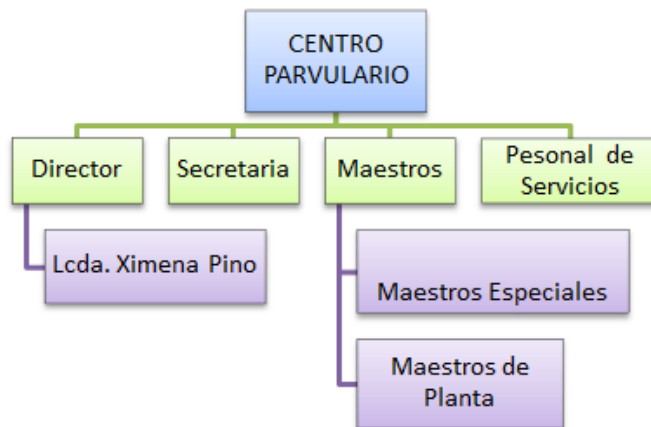 CENTRO
PARVULARIO
Director
Secretaria
Maestros
Pesonal de
Servicios
Lcda. Ximena Pino
Maestros Especiales
Maestros de
Planta